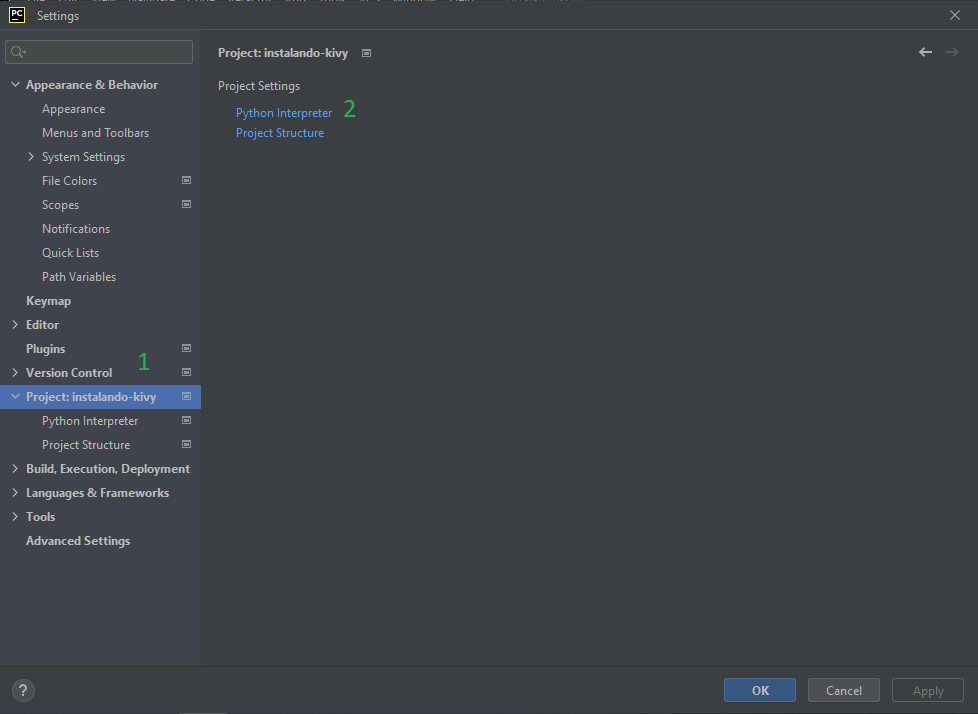 PC Settings
Project: instalando-kivy
Appearance & Behavior
Appearance
Menus and Toolbars
System Settings
File Colors
Scopes
Notifications
Quick Lists
Path Variables
Keymap
Editor
Plugins
Version Control
1
Project: instalando-kivy
Python Interpreter
Project Structure
Build, Execution, Deployment
Languages & Frameworks
Tools
Advanced Settings
Project Settings
Python Interpreter 2
Project Structure
?
OK Cancel Apply